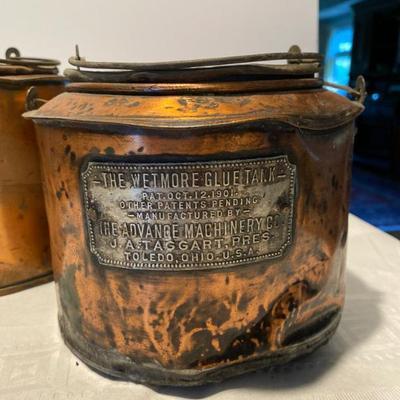 -THE WETMORE GLUE TANK-
PAT. OCT. 12, 1901.
OTHER PATENTS PENDING
-MANUFACTURED BY-
THE ADVANCE MACHINERY CO
J. A. TAGGART, PRES.
TOLEDO, OHIO, U.S.A.